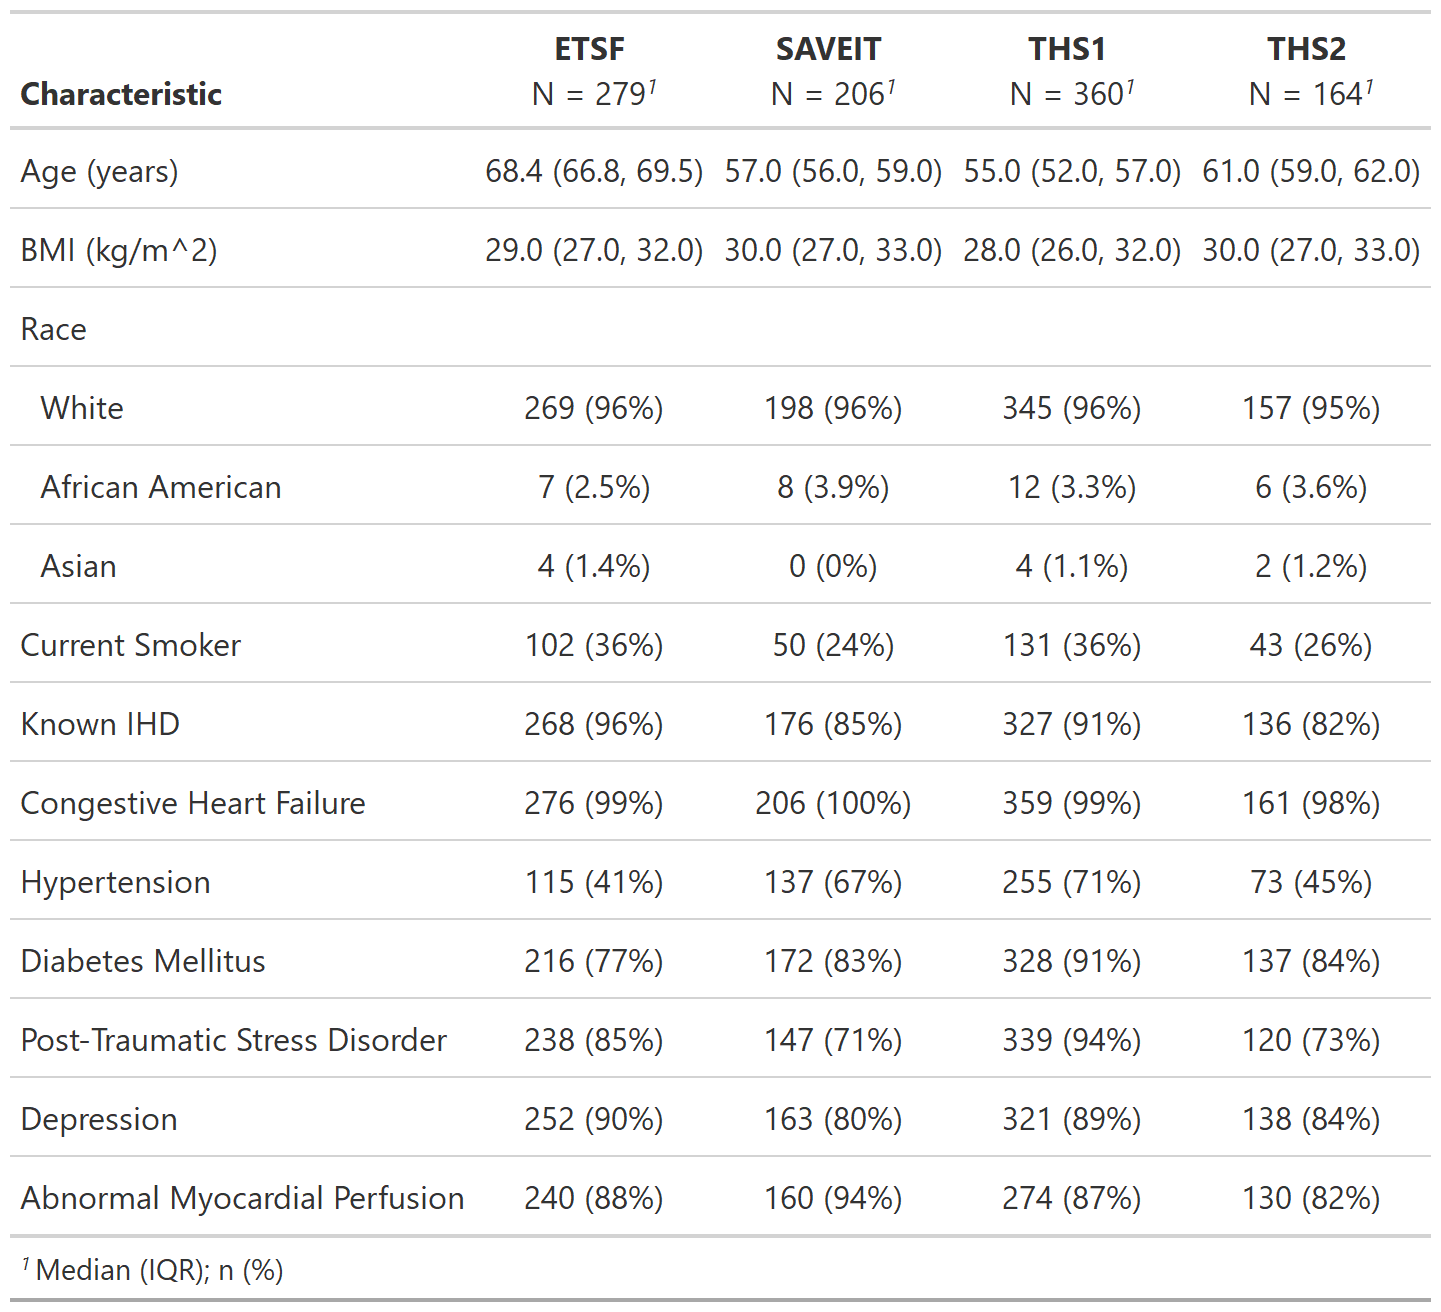 ETSF SAVEIT THS1 THS2
Characteristic N = 279¹ N = 206¹ N = 360¹ N = 164¹
Age (years) 68.4 (66.8, 69.5) 57.0 (56.0, 59.0) 55.0 (52.0, 57.0) 61.0 (59.0, 62.0)
BMI (kg/m^2) 29.0 (27.0, 32.0) 30.0 (27.0, 33.0) 28.0 (26.0, 32.0) 30.0 (27.0, 33.0)
Race
White 269 (96%) 198 (96%) 345 (96%) 157 (95%)
African American 7 (2.5%) 8 (3.9%) 12 (3.3%) 6 (3.6%)
Asian 4 (1.4%) 0 (0%) 4 (1.1%) 2 (1.2%)
Current Smoker 102 (36%) 50 (24%) 131 (36%) 43 (26%)
Known IHD 268 (96%) 176 (85%) 327 (91%) 136 (82%)
Congestive Heart Failure 276 (99%) 206 (100%) 359 (99%) 161 (98%)
Hypertension 115 (41%) 137 (67%) 255 (71%) 73 (45%)
Diabetes Mellitus 216 (77%) 172 (83%) 328 (91%) 137 (84%)
Post-Traumatic Stress Disorder 238 (85%) 147 (71%) 339 (94%) 120 (73%)
Depression 252 (90%) 163 (80%) 321 (89%) 138 (84%)
Abnormal Myocardial Perfusion 240 (88%) 160 (94%) 274 (87%) 130 (82%)
¹ Median (IQR); n (%)